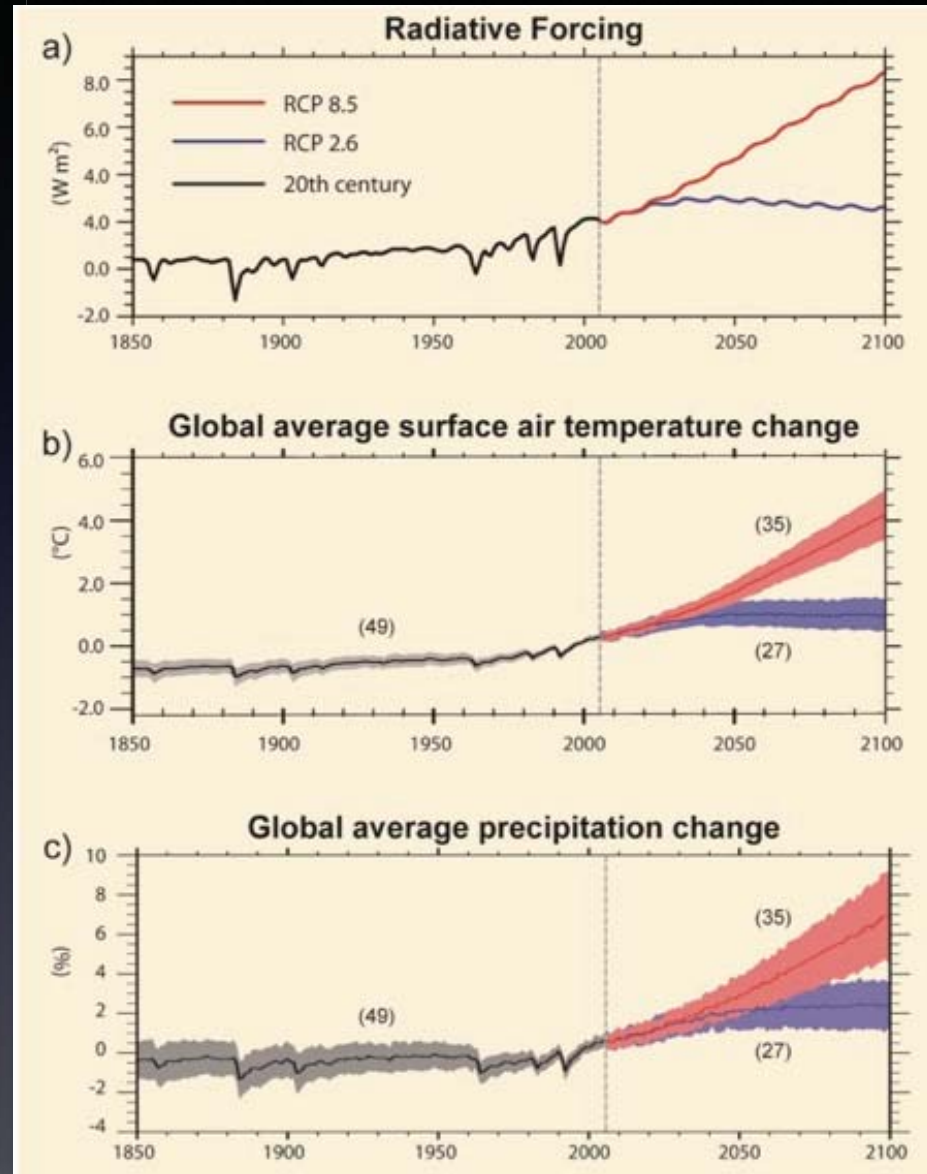 Radiative Forcing
a)
8.0
6.0
4.0
4.0
0.0
-2.0
(W m²)
RCP 8.5
RCP 2.6
20th century
1850 1900 1950 2000 2050 2100
Global average surface air temperature change
b)
6.0
4.0
2.0
0.0
-2.0
(°C)
(35)
(49)
(27)
1850 1900 1950 2000 2050 2100
Global average precipitation change
c)
10
8
6
4
2
0
-2
-4
(%)
(35)
(49)
(27)
1850 1900 1950 2000 2050 2100